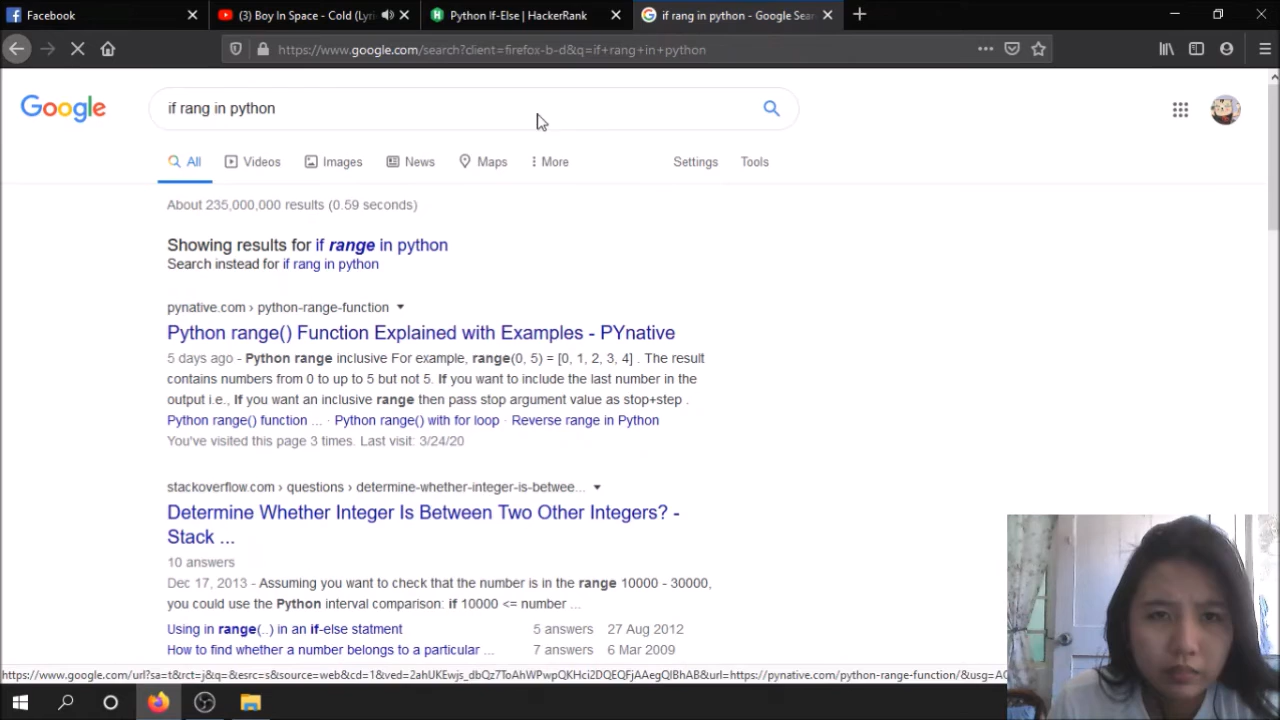 Facebook
(3) Boy In Space - Cold (Lyri
Python If-Else | HackerRank
if rang in python - Google Sear
https://www.google.com/search?client=firefox-b-d&q=if+rang+in+python
Google
if rang in python
All
Videos
Images
News
Maps
More
Settings
Tools
About 235,000,000 results (0.59 seconds)
Showing results for if range in python
Search instead for if rang in python
pynative.com › python-range-function
Python range() Function Explained with Examples - PYnative
5 days ago - Python range inclusive For example, range(0, 5) = [0, 1, 2, 3, 4] . The result
contains numbers from 0 to up to 5 but not 5. If you want to include the last number in the
output i.e., If you want an inclusive range then pass stop argument value as stop+step .
Python range() function ... · Python range() with for loop · Reverse range in Python
You've visited this page 3 times. Last visit: 3/24/20
stackoverflow.com › questions › determine-whether-integer-is-betwee...
Determine Whether Integer Is Between Two Other Integers? -
Stack ...
10 answers
Dec 17, 2013 - Assuming you want to check that the number is in the range 10000 - 30000,
you could use the Python interval comparison: if 10000 <= number ...
Using in range(..) in an if-else statment 5 answers 27 Aug 2012
How to find whether a number belongs to a particular ... 7 answers 6 Mar 2009